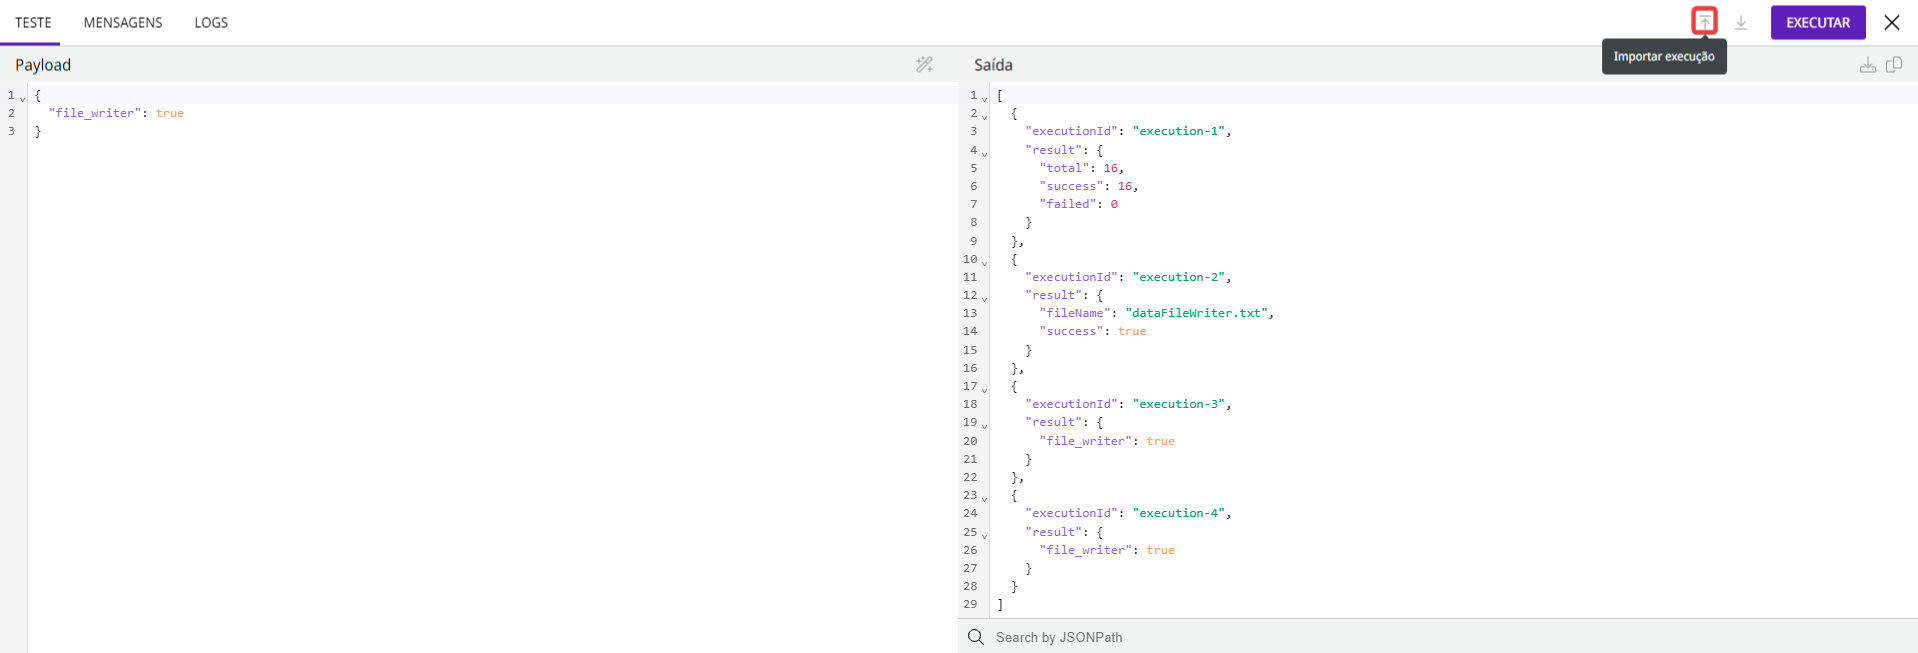 TESTE MENSAGENS LOGS EXECUTAR
Importar execução
Payload
1 {
2   "file_writer": true
3 }
Saída
1 [
2   {
3     "executionId": "execution-1",
4     "result": {
5       "total": 16,
6       "success": 16,
7       "failed": 0
8     }
9   },
10   {
11     "executionId": "execution-2",
12     "result": {
13       "fileName": "dataFileWriter.txt",
14       "success": true
15     }
16   },
17   {
18     "executionId": "execution-3",
19     "result": {
20       "file_writer": true
21     }
22   },
23   {
24     "executionId": "execution-4",
25     "result": {
26       "file_writer": true
27     }
28   }
29 ]
Search by JSONPath